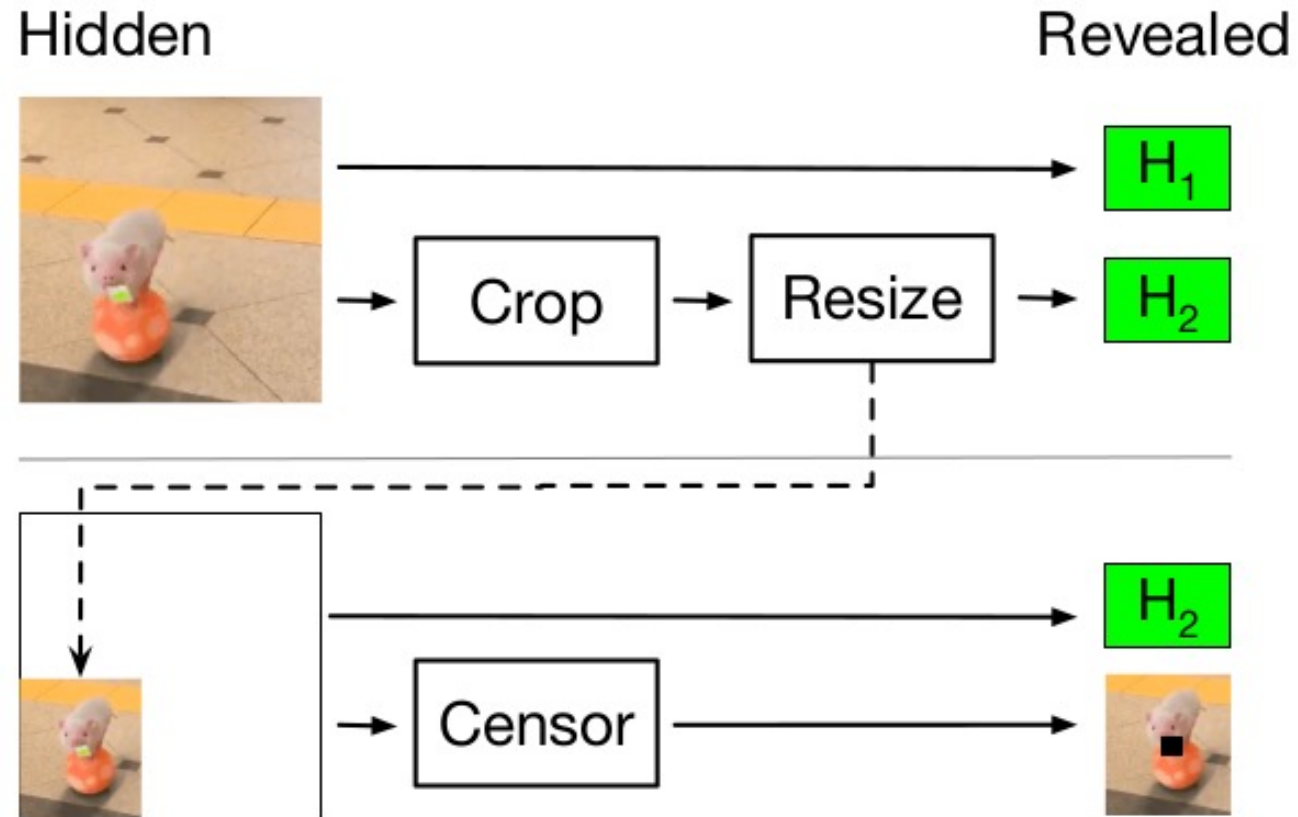 Hidden
Revealed
H₁
Crop
Resize
H₂
H₂
Censor